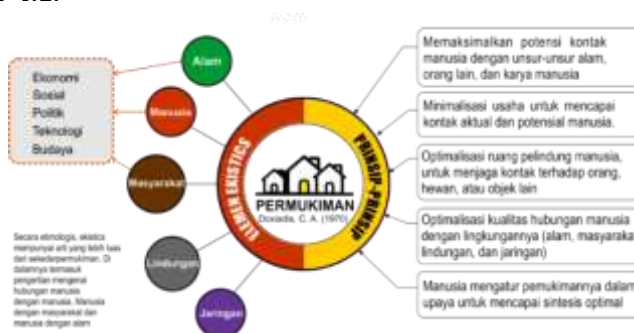 Alam
Manusia
Masyarakat
Lindungan
Jaringan
Ekonomi
Sosial
Politik
Teknologi
Budaya
Secara etimologi, ekistics
mempunyai arti yang lebih luas
dari sekedar permukiman. Di
dalamnya termasuk
pengertian mengenai
hubungan manusia
dengan manusia. Manusia
dengan masyarakat dan
manusia dengan alam
ELEMEN EKISTICS
PRINSIP-PRINSIP
PERMUKIMAN
Doxiadis, C. A. (1970)
Memaksimalkan potensi kontak
manusia dengan unsur-unsur alam,
orang lain, dan karya manusia
Minimalisasi usaha untuk mencapai
kontak aktual dan potensial manusia.
Optimalisasi ruang pelindung manusia,
untuk menjaga kontak terhadap orang,
hewan, atau objek lain
Optimalisasi kualitas hubungan manusia
dengan lingkungannya (alam, masyarakat
lindungan, dan jaringan)
Manusia mengatur pemukimannya dalam
upaya untuk mencapai sintesis optimal